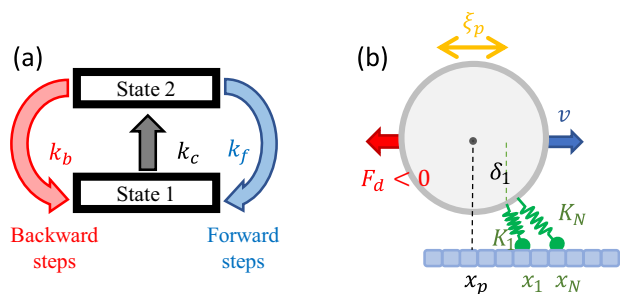 (a)
State 2
k_b
k_c
k_f
State 1
Backward
steps
Forward
steps
(b)
ξ_p
v
F_d < 0
δ_1
K_1
K_N
x_p
x_1
x_N